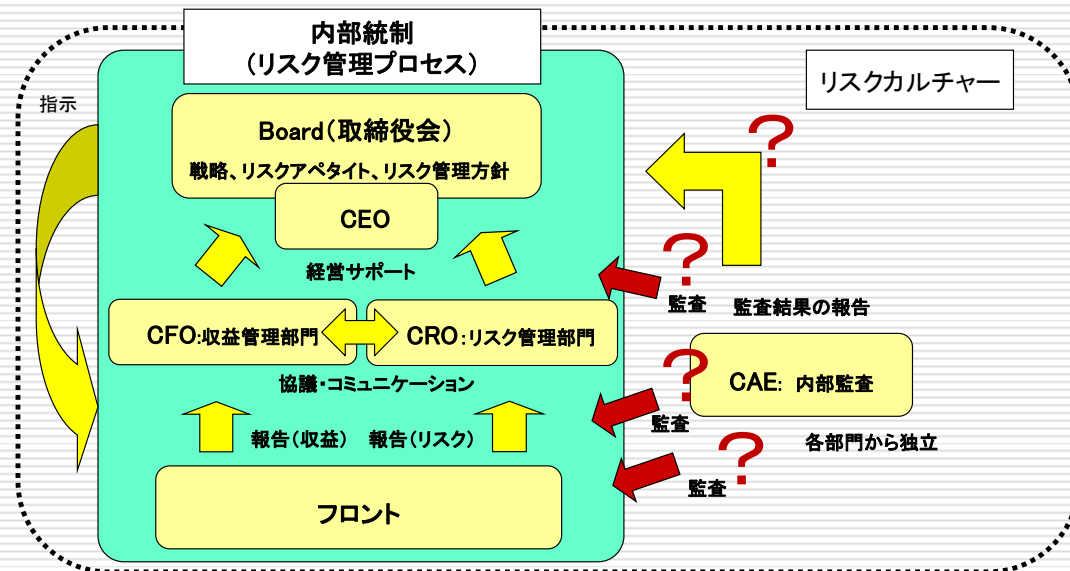 内部統制
(リスク管理プロセス)
リスクカルチャー
指示
Board(取締役会)
戦略、リスクアペタイト、リスク管理方針
CEO
経営サポート
CFO:収益管理部門
CRO:リスク管理部門
協議・コミュニケーション
報告(収益)
報告(リスク)
フロント
?
?
監査
監査結果の報告
?
CAE: 内部監査
監査
各部門から独立
?
監査